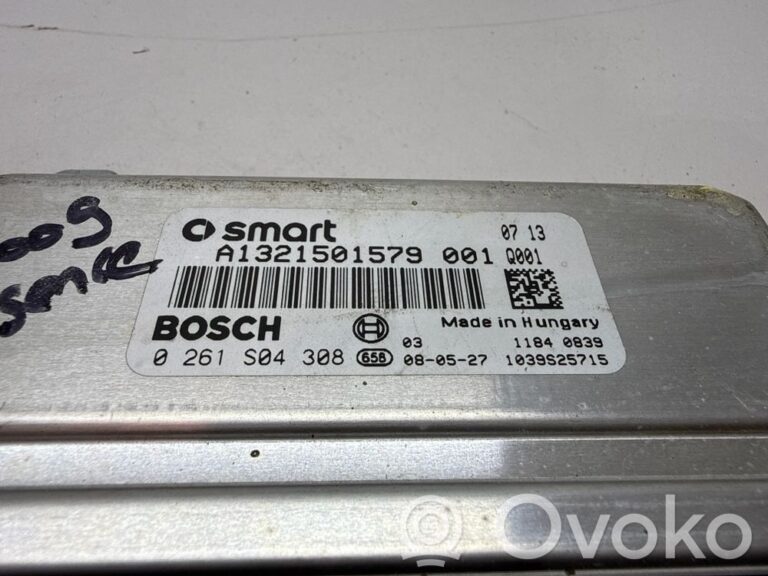 009
smart 07 13
A1321501579 001 Q001
BOSCH Made in Hungary
03 1184 0839
0 261 S04 308 658 08-05-27 1039S25715
Ovoko